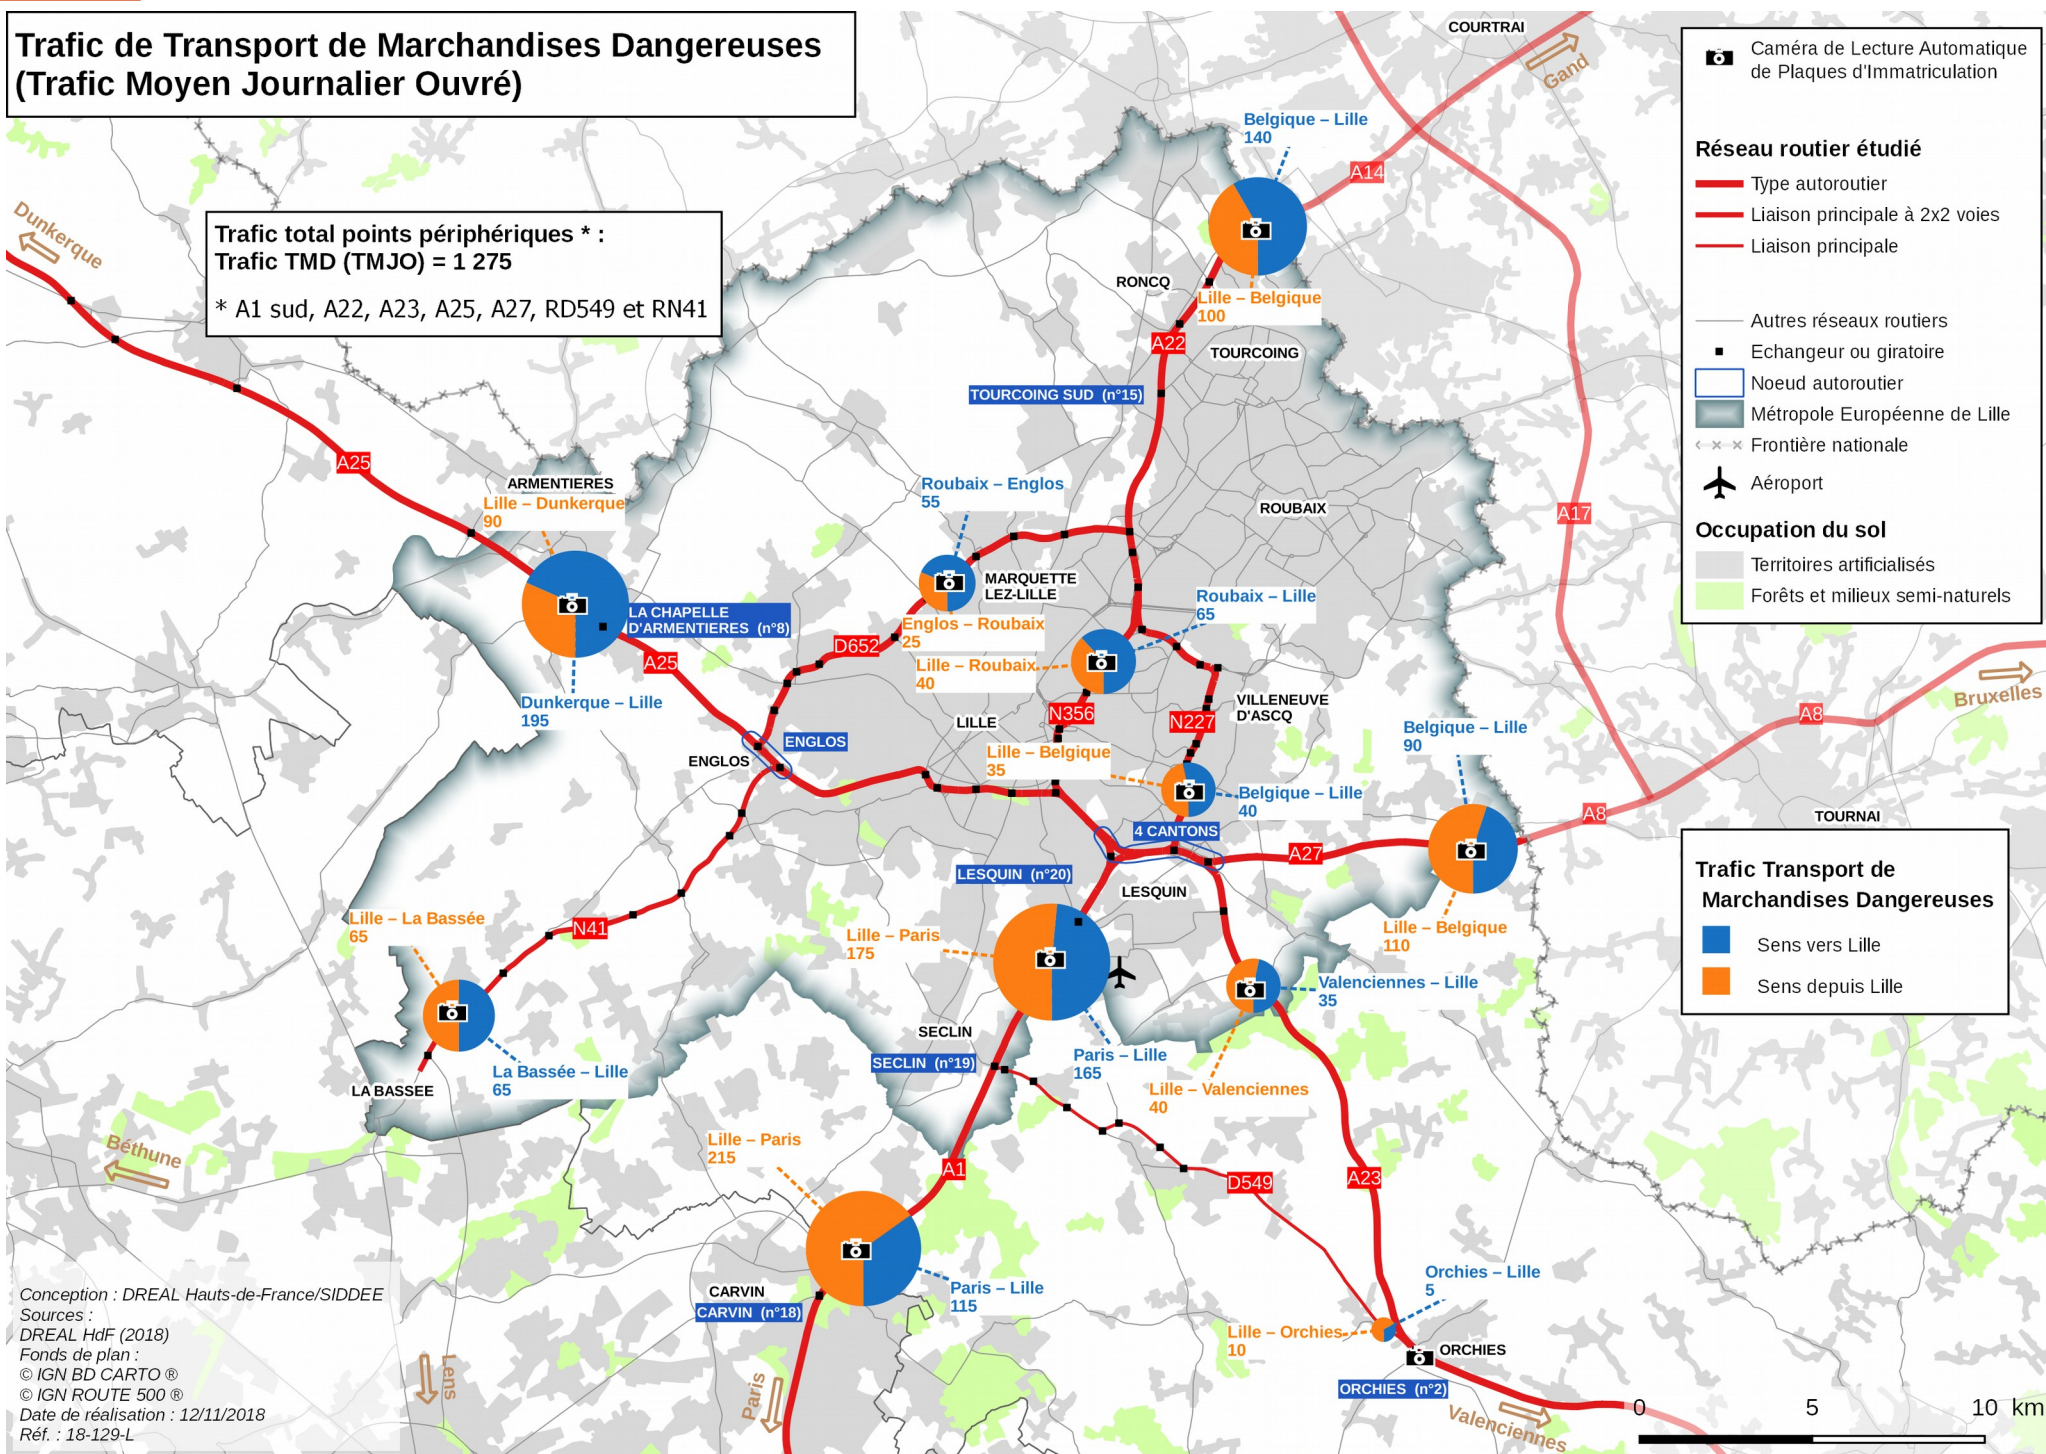 Trafic de Transport de Marchandises Dangereuses
(Trafic Moyen Journalier Ouvré)
Trafic total points périphériques * :
Trafic TMD (TMJO) = 1 275
* A1 sud, A22, A23, A25, A27, RD549 et RN41
Caméra de Lecture Automatique
de Plaques d'Immatriculation
Réseau routier étudié
Type autoroutier
Liaison principale à 2x2 voies
Liaison principale
Autres réseaux routiers
Echangeur ou giratoire
Noeud autoroutier
Métropole Européenne de Lille
Frontière nationale
Aéroport
Occupation du sol
Territoires artificialisés
Forêts et milieux semi-naturels
Trafic Transport de
Marchandises Dangereuses
Sens vers Lille
Sens depuis Lille
COURTRAI
Gand
Belgique – Lille
140
A14
Dunkerque
RONCQ
Lille – Belgique
100
A22
TOURCOING
TOURCOING SUD (n°15)
A25
ARMENTIERES
Lille – Dunkerque
90
Roubaix – Englos
55
ROUBAIX
A17
MARQUETTE
LEZ-LILLE
Roubaix – Lille
65
LA CHAPELLE
D'ARMENTIERES (n°8)
Englos – Roubaix
25
D652
A25
Lille – Roubaix
40
Dunkerque – Lille
195
N356
LILLE
N227
VILLENEUVE
D'ASCQ
Bruxelles
A8
Belgique – Lille
90
ENGLOS
ENGLOS
Lille – Belgique
35
Belgique – Lille
40
A8
TOURNAI
4 CANTONS
A27
LESQUIN (n°20)
LESQUIN
Lille – La Bassée
65
N41
Lille – Paris
175
Lille – Belgique
110
Valenciennes – Lille
35
SECLIN
SECLIN (n°19)
Paris – Lille
165
La Bassée – Lille
65
LA BASSEE
Lille – Valenciennes
40
Béthune
Lille – Paris
215
A1
D549
A23
Orchies – Lille
5
CARVIN
CARVIN (n°18)
Paris – Lille
115
Lille – Orchies
10
ORCHIES
ORCHIES (n°2)
Lens
Paris
Valenciennes
0 5 10 km
Conception : DREAL Hauts-de-France/SIDDEE
Sources :
DREAL HdF (2018)
Fonds de plan :
© IGN BD CARTO ®
© IGN ROUTE 500 ®
Date de réalisation : 12/11/2018
Réf. : 18-129-L